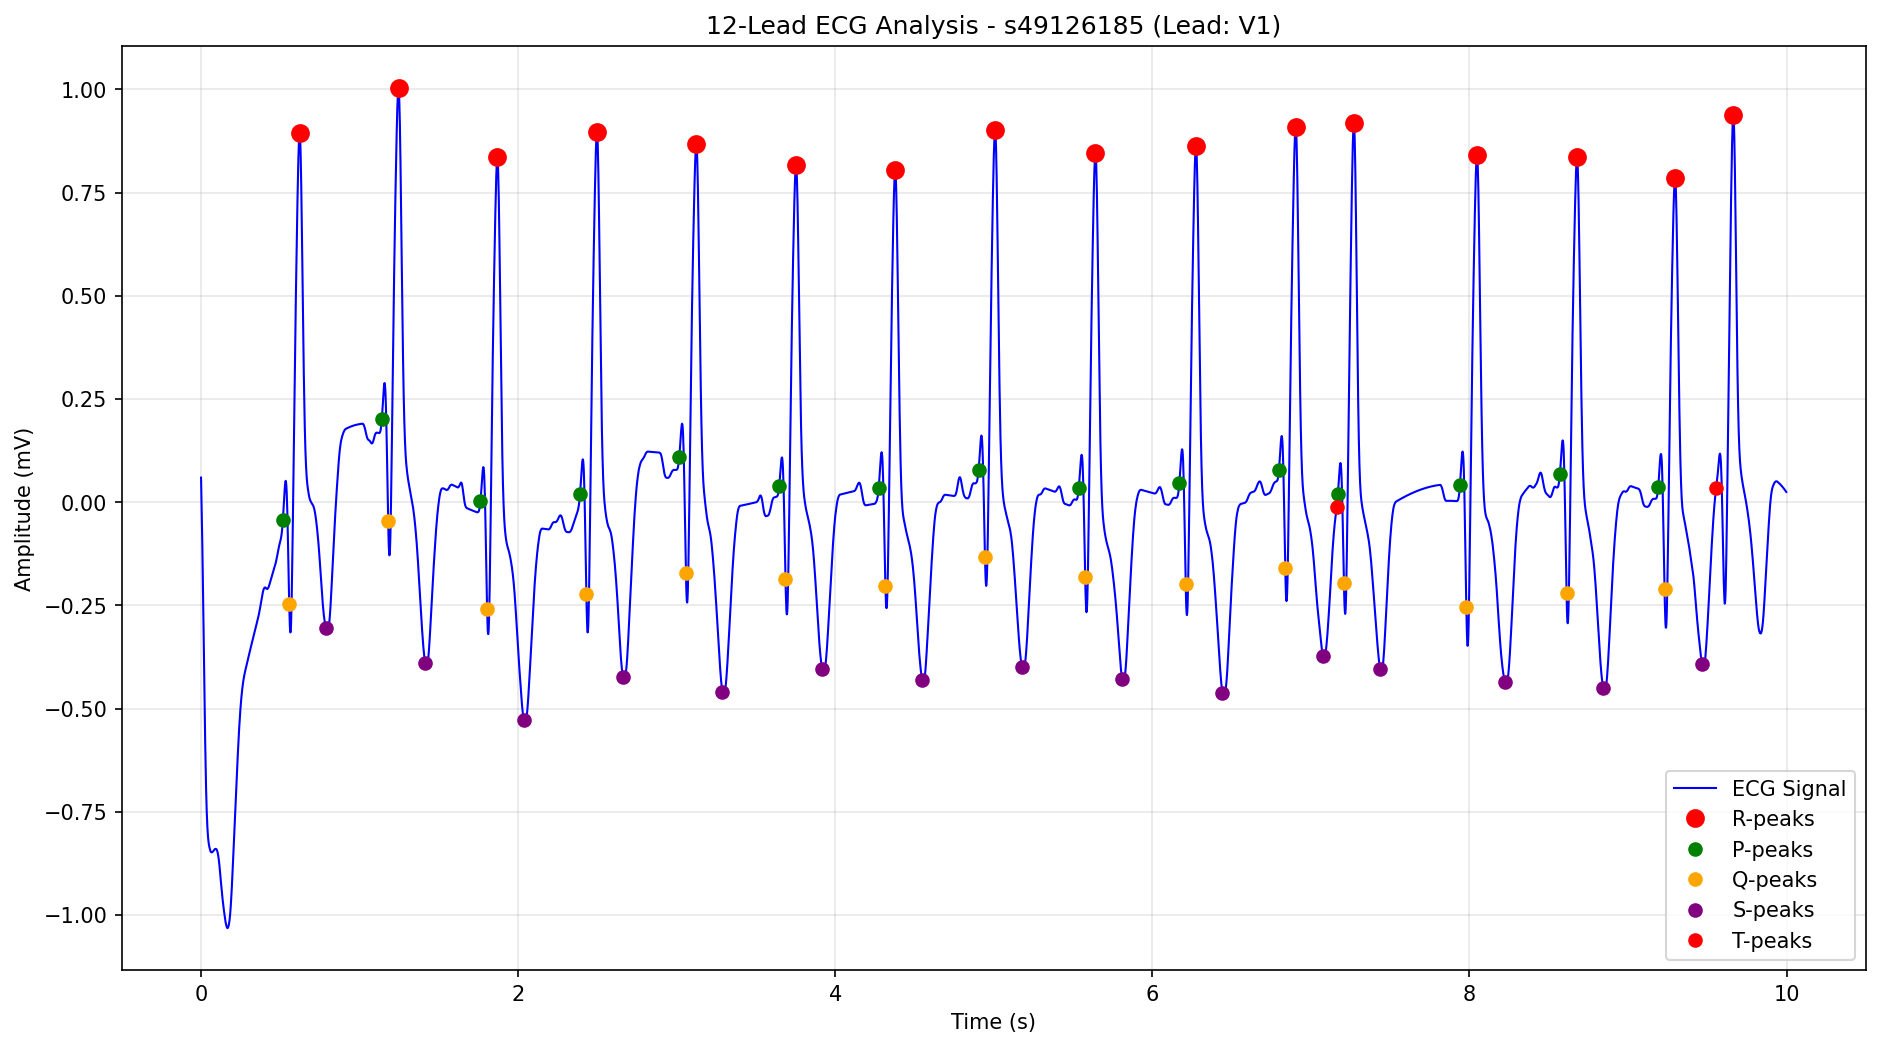 12-Lead ECG Analysis - s49126185 (Lead: V1)
1.00
0.75
0.50
0.25
0.00
−0.25
−0.50
−0.75
−1.00
Amplitude (mV)
ECG Signal
R-peaks
P-peaks
Q-peaks
S-peaks
T-peaks
0 2 4 6 8 10
Time (s)